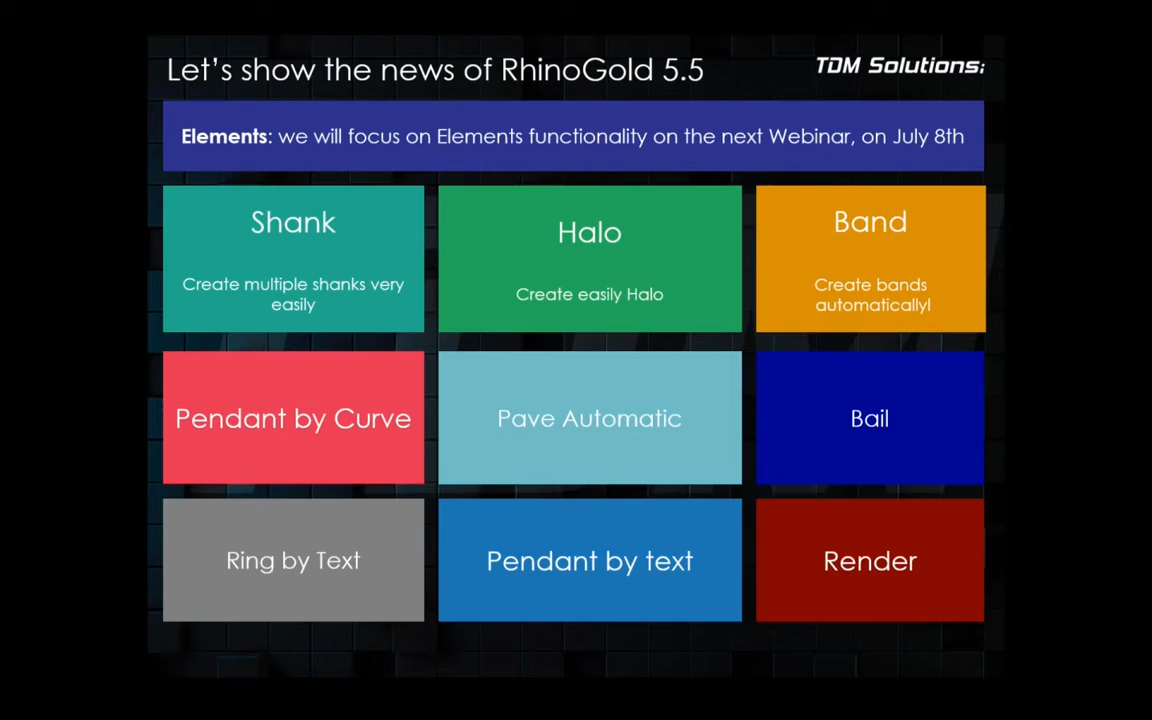 Let's show the news of RhinoGold 5.5
TDM Solutions;
Elements: we will focus on Elements functionality on the next Webinar, on July 8th
Shank
Create multiple shanks very
easily
Halo
Create easily Halo
Band
Create bands
automatically!
Pendant by Curve
Pave Automatic
Bail
Ring by Text
Pendant by text
Render